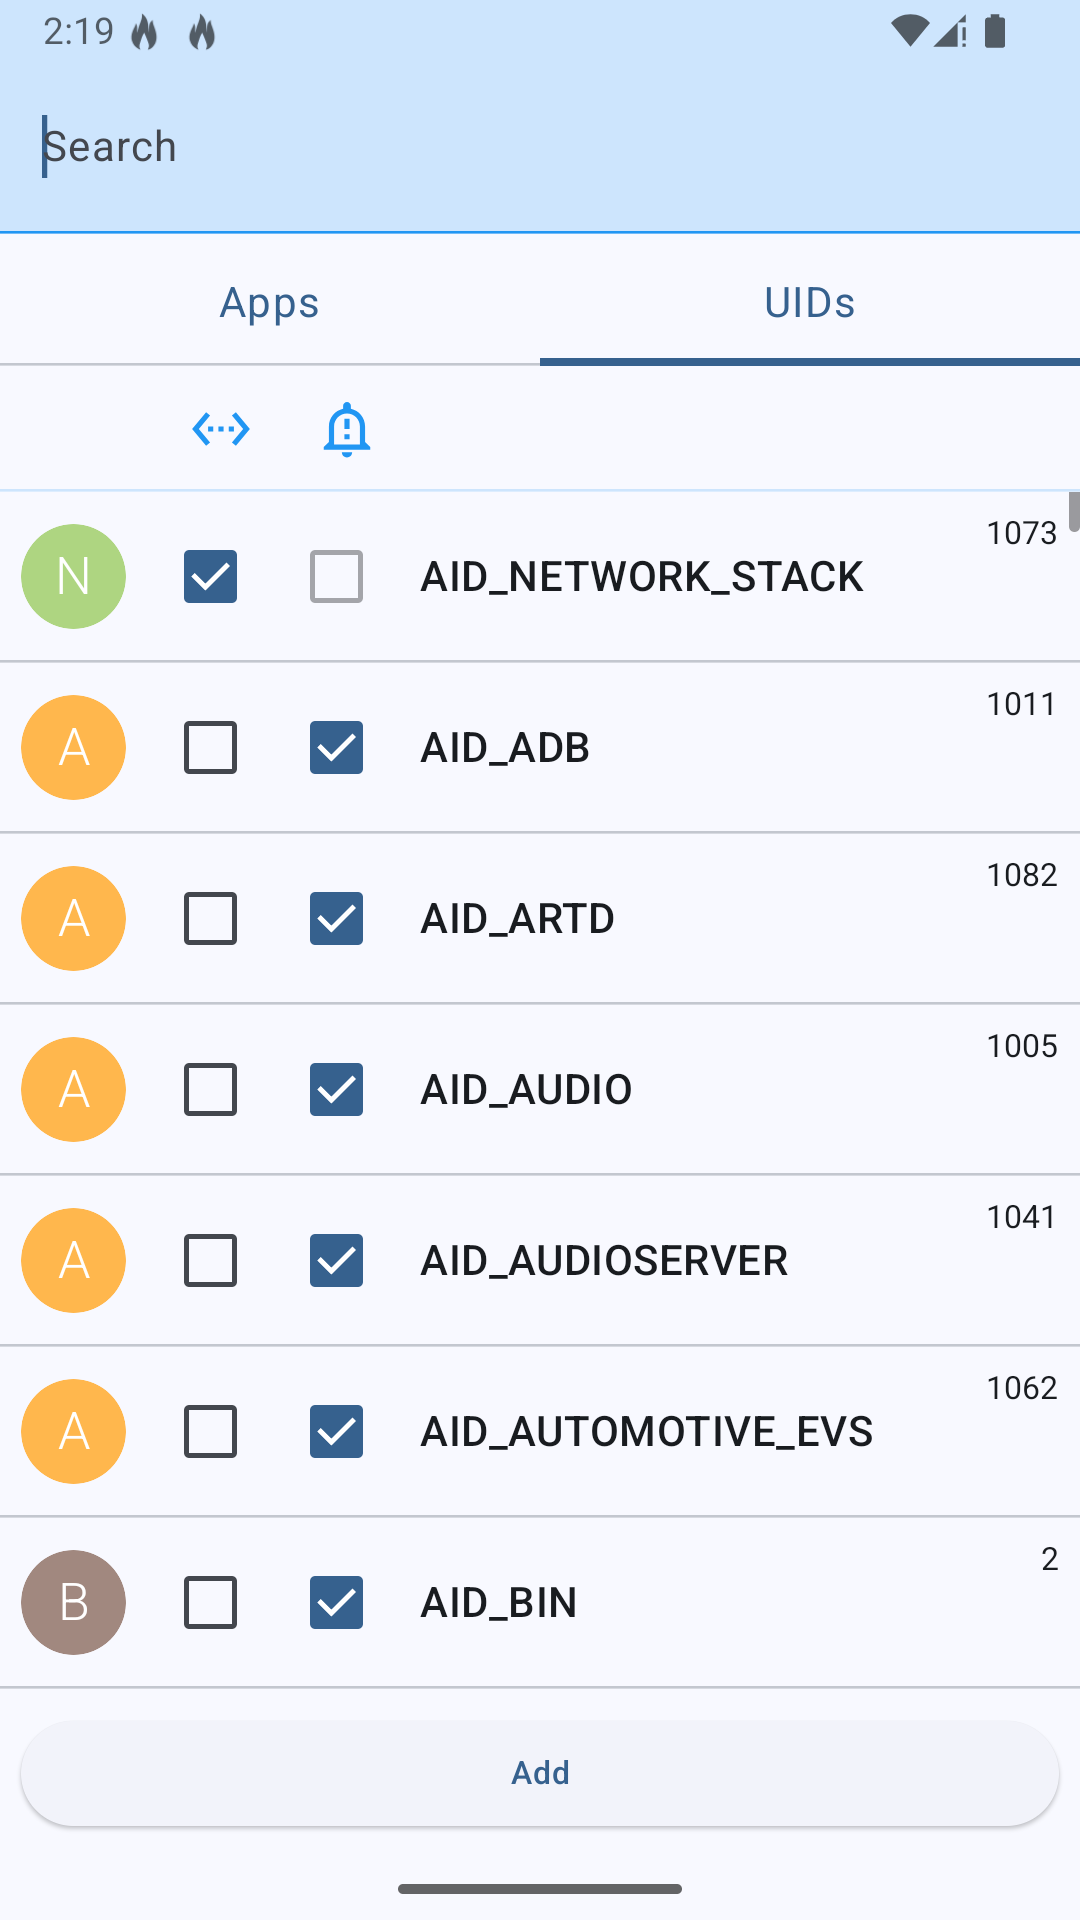 2:19
Search
Apps UIDs
N AID_NETWORK_STACK 1073
A AID_ADB 1011
A AID_ARTD 1082
A AID_AUDIO 1005
A AID_AUDIOSERVER 1041
A AID_AUTOMOTIVE_EVS 1062
B AID_BIN 2
Add